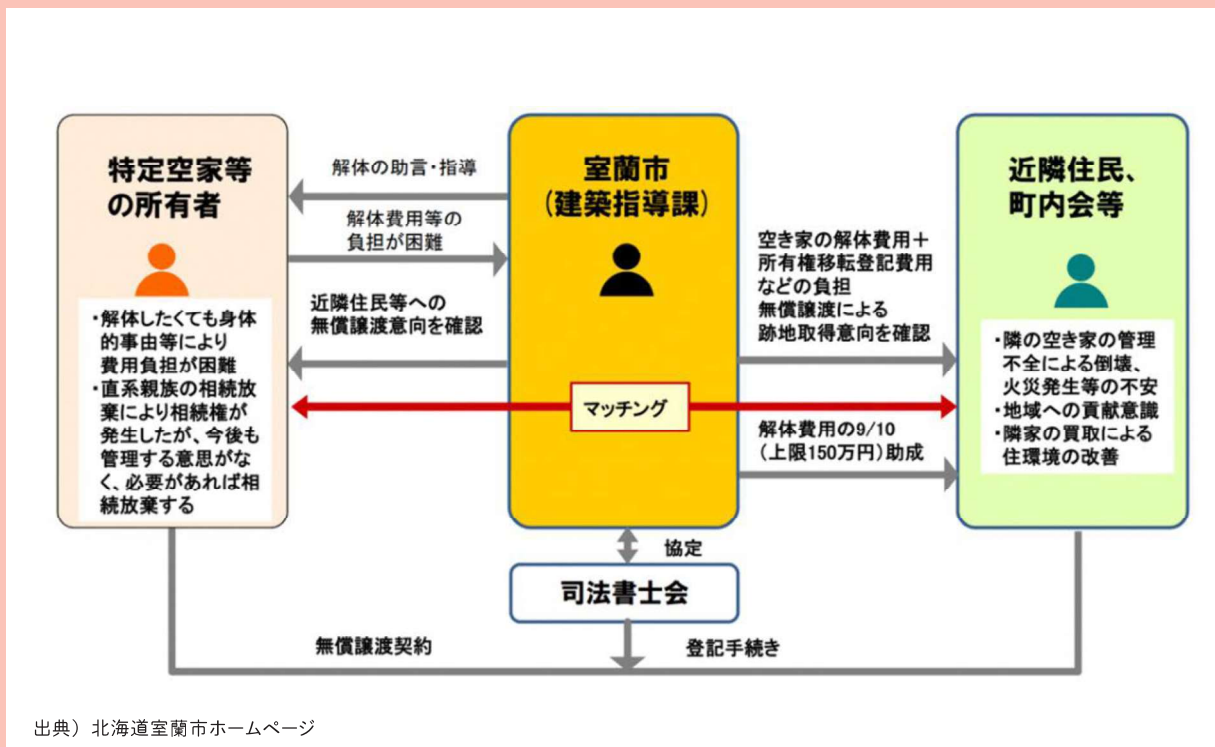 特定空家等
の所有者
・解体したくても身体
的事由等により
費用負担が困難
・直系親族の相続放
棄により相続権が
発生したが、今後も
管理する意思がな
く、必要があれば相
続放棄する
解体の助言・指導
解体費用等の
負担が困難
近隣住民等への
無償譲渡意向を確認
室蘭市
(建築指導課)
マッチング
空き家の解体費用＋
所有権移転登記費用
などの負担
無償譲渡による
跡地取得意向を確認
解体費用の9/10
(上限150万円)助成
近隣住民、
町内会等
・隣の空き家の管理
不全による倒壊、
火災発生等の不安
・地域への貢献意識
・隣家の買取による
住環境の改善
協定
司法書士会
無償譲渡契約
登記手続き
出典）北海道室蘭市ホームページ